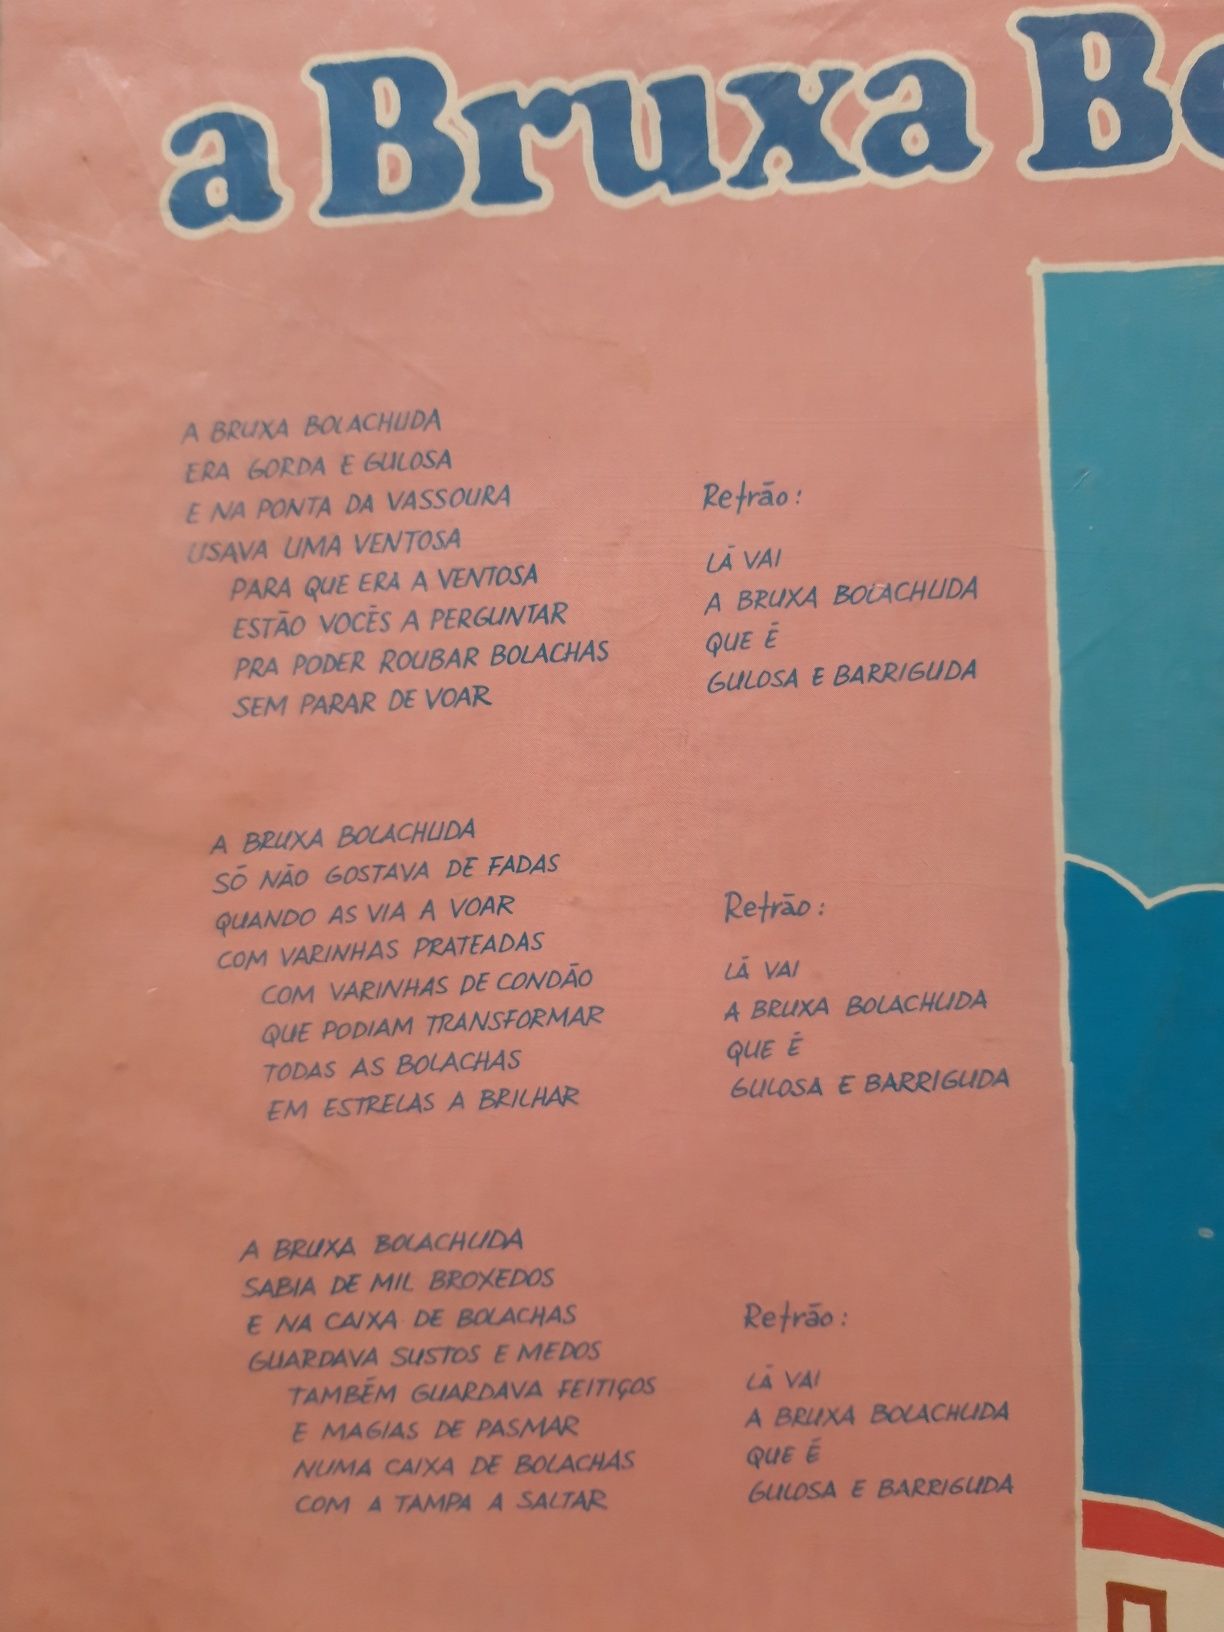 a Bruxa Bo
A BRUXA BOLACHUDA
ERA GORDA E GULOSA
E NA PONTA DA VASSOURA
USAVA UMA VENTOSA
PARA QUE ERA A VENTOSA
ESTÃO VOCÊS A PERGUNTAR
PRA PODER ROUBAR BOLACHAS
SEM PARAR DE VOAR
Refrão:
LÁ VAI
A BRUXA BOLACHUDA
QUE É
GULOSA E BARRIGUDA
A BRUXA BOLACHUDA
SÓ NÃO GOSTAVA DE FADAS
QUANDO AS VIA A VOAR
COM VARINHAS PRATEADAS
COM VARINHAS DE CONDÃO
QUE PODIAM TRANSFORMAR
TODAS AS BOLACHAS
EM ESTRELAS A BRILHAR
Refrão:
LÁ VAI
A BRUXA BOLACHUDA
QUE É
GULOSA E BARRIGUDA
A BRUXA BOLACHUDA
SABIA DE MIL BROXEDOS
E NA CAIXA DE BOLACHAS
GUARDAVA SUSTOS E MEDOS
TAMBÉM GUARDAVA FEITIÇOS
E MAGIAS DE PASMAR
NUMA CAIXA DE BOLACHAS
COM A TAMPA A SALTAR
Refrão:
LÁ VAI
A BRUXA BOLACHUDA
QUE É
GULOSA E BARRIGUDA